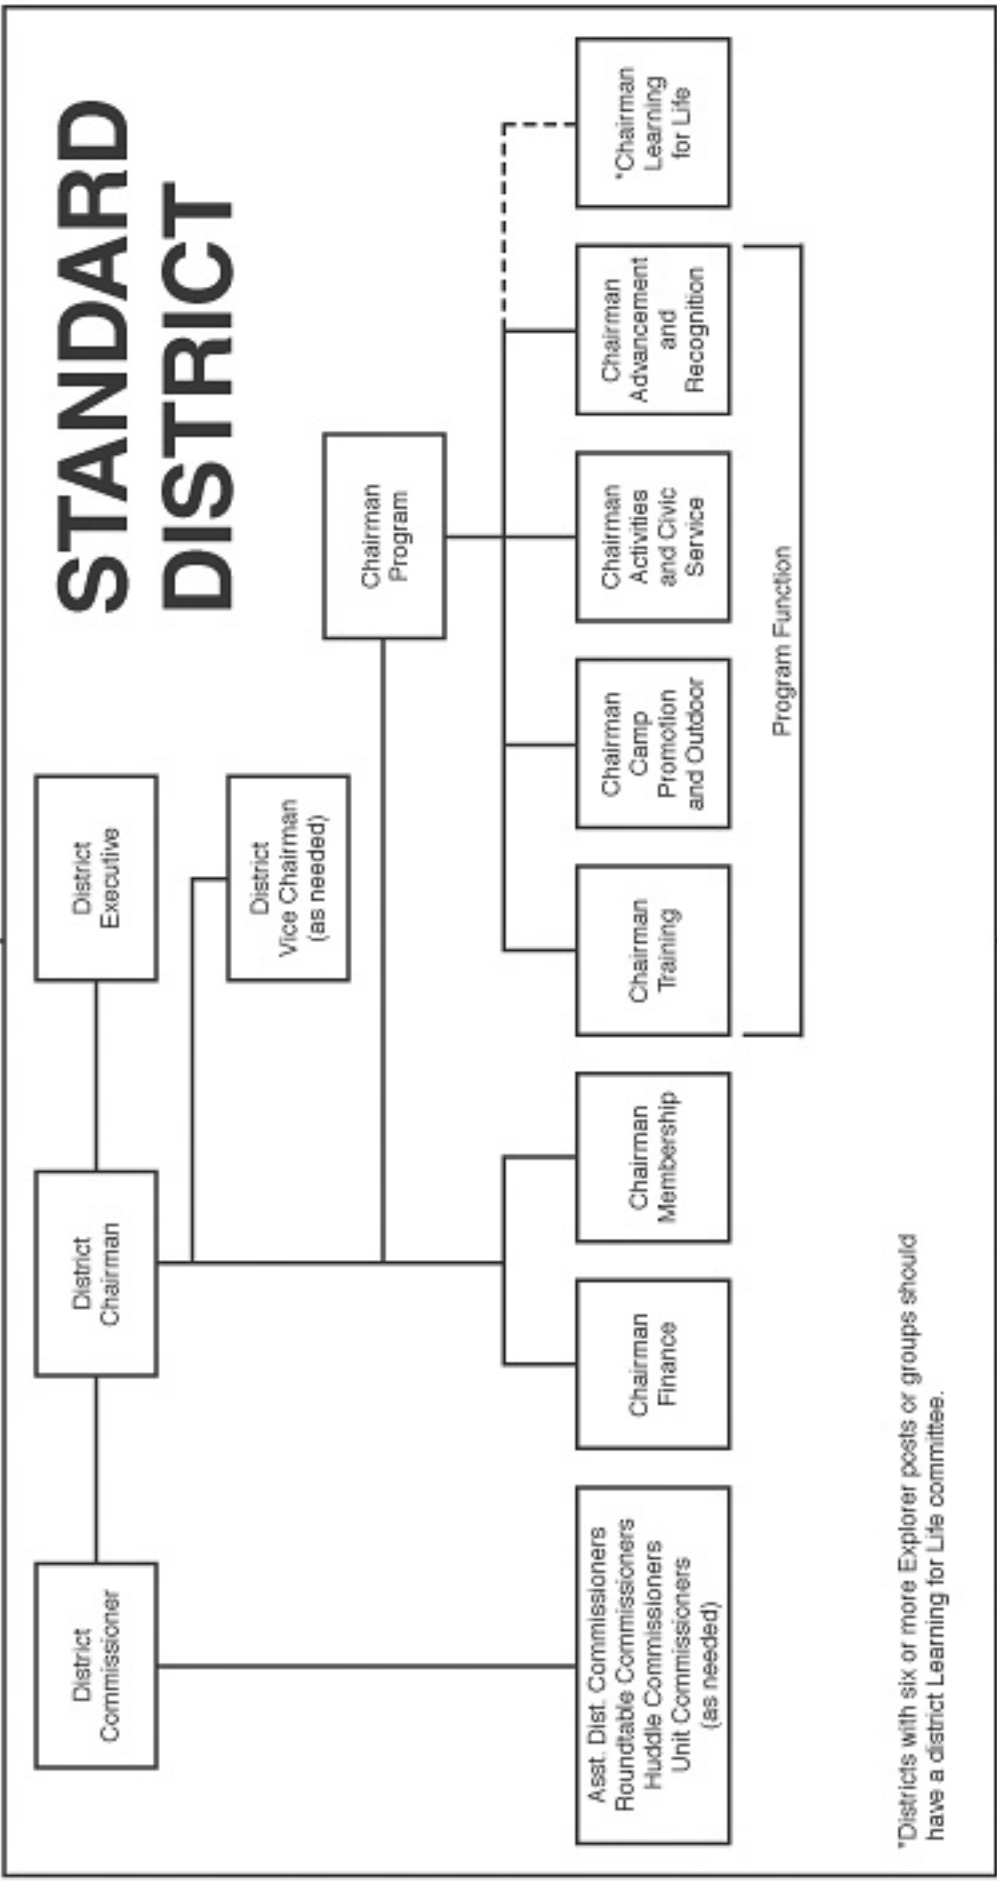 STANDARD
DISTRICT
District
Commissioner
District
Chairman
District
Executive
District
Vice Chairman
(as needed)
Chairman
Program
Asst. Dist. Commissioners
Roundtable Commissioners
Huddle Commissioners
Unit Commissioners
(as needed)
Chairman
Finance
Chairman
Membership
Chairman
Training
Chairman
Camp
Promotion
and Outdoor
Chairman
Activities
and Civic
Service
Chairman
Advancement
and
Recognition
*Chairman
Learning
for Life
Program Function
*Districts with six or more Explorer posts or groups should
have a district Learning for Life committee.